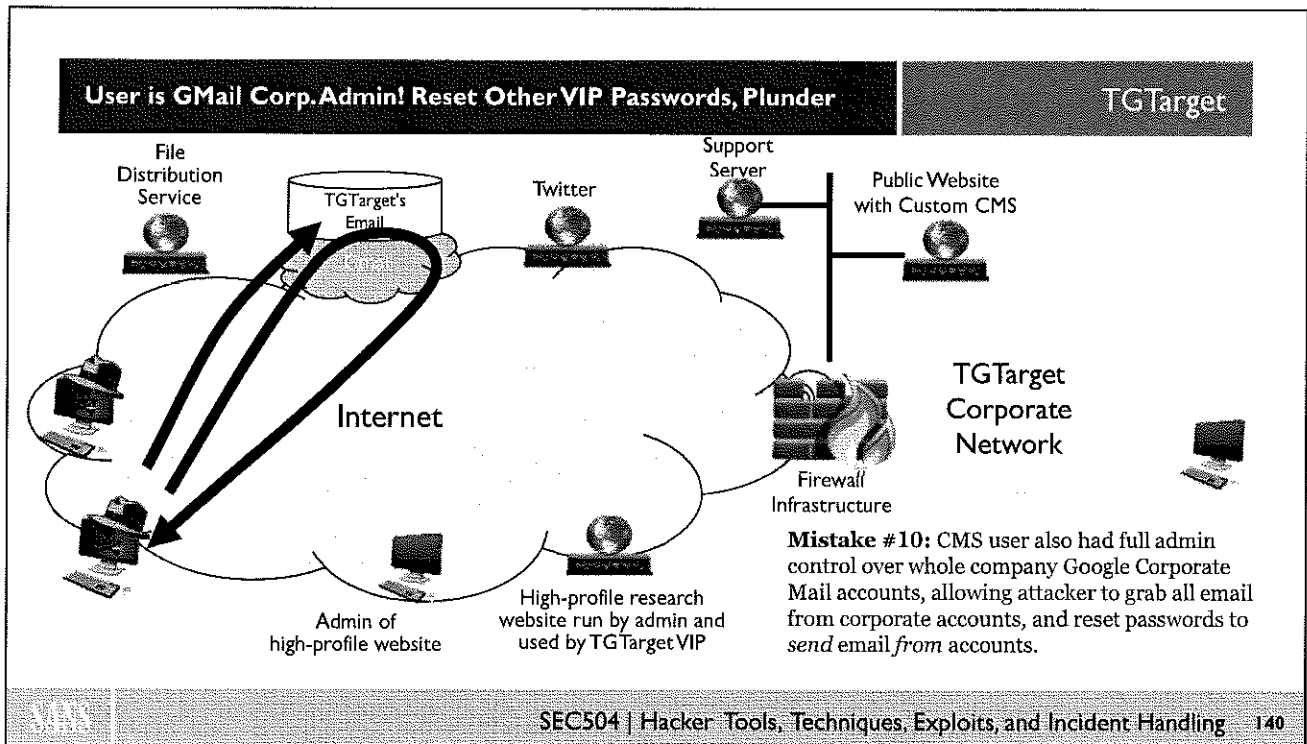 User is GMail Corp. Admin! Reset Other VIP Passwords, Plunder
TGTarget
File
Distribution
Service
TGTarget's
Email
Twitter
Support
Server
Public Website
with Custom CMS
Internet
TGTarget
Corporate
Network
Firewall
Infrastructure
Admin of
high-profile website
High-profile research
website run by admin and
used by TGTarget VIP
Mistake #10: CMS user also had full admin
control over whole company Google Corporate
Mail accounts, allowing attacker to grab all email
from corporate accounts, and reset passwords to
send email from accounts.
SEC504 | Hacker Tools, Techniques, Exploits, and Incident Handling 140